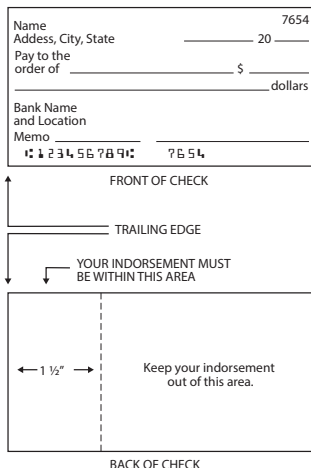 7654
Name
Addess, City, State 20
Pay to the
order of $
dollars
Bank Name
and Location
Memo
⑆123456789⑆ 7654
FRONT OF CHECK
TRAILING EDGE
YOUR INDORSEMENT MUST
BE WITHIN THIS AREA
1 ½" Keep your indorsement
out of this area.
BACK OF CHECK